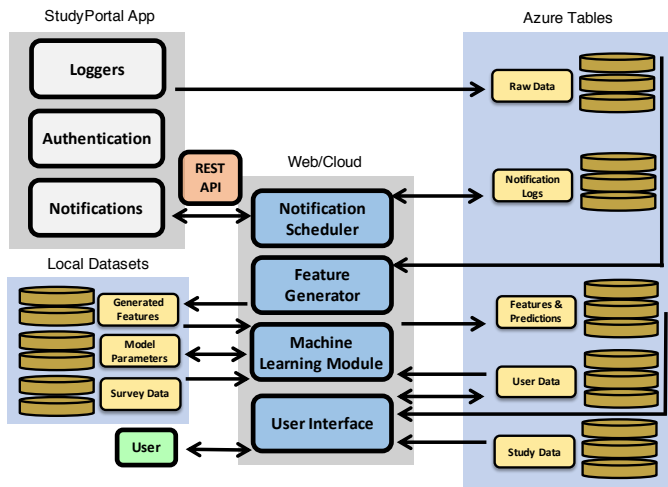 StudyPortal App
Loggers
Authentication
Notifications
REST
API
Web/Cloud
Notification
Scheduler
Feature
Generator
Machine
Learning Module
User Interface
Local Datasets
Generated
Features
Model
Parameters
Survey Data
User
Azure Tables
Raw Data
Notification
Logs
Features &
Predictions
User Data
Study Data